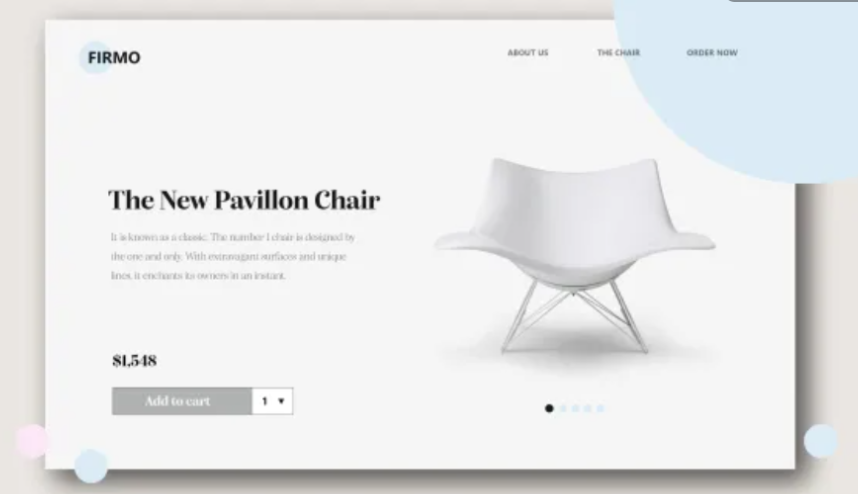 FIRMO
ABOUT US
THE CHAIR
ORDER NOW
The New Pavillon Chair
It is known as a classic. The number 1 chair is designed by
the one and only. With extravagant surfaces and unique
lines, it enchants its owners in an instant.
$1,548
Add to cart
1